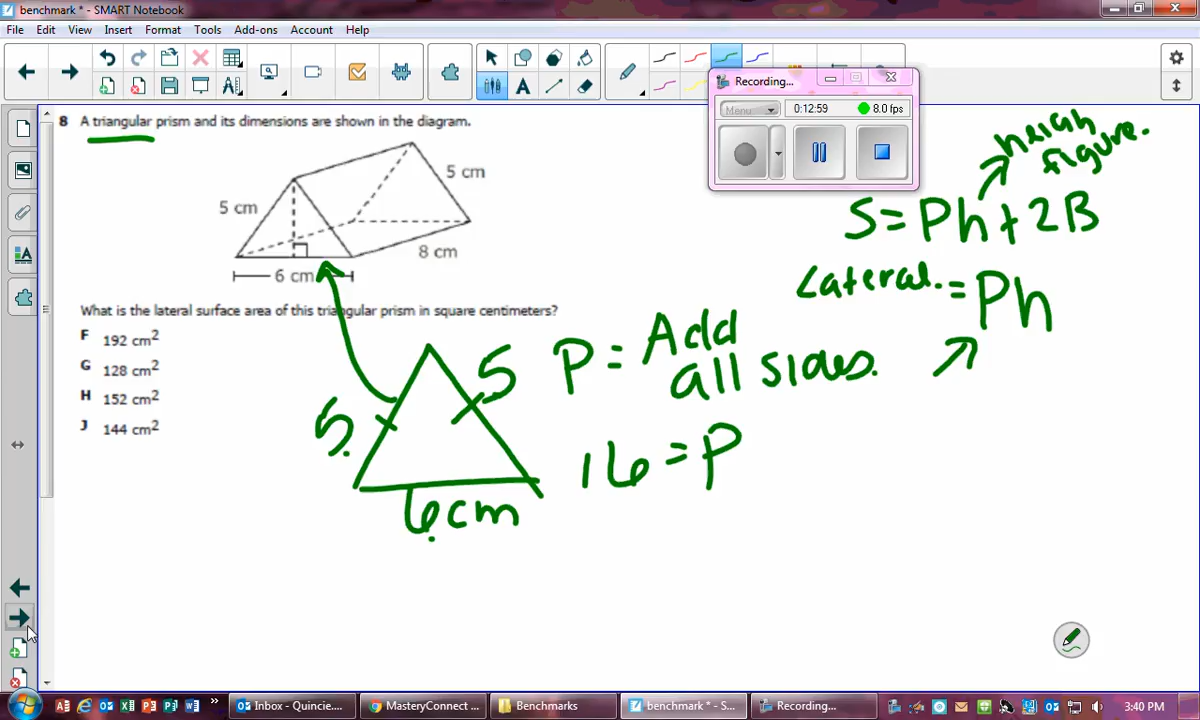 benchmark * - SMART Notebook
File Edit View Insert Format Tools Add-ons Account Help
Recording...
Menu
0:12:59
8.0 fps
8 A triangular prism and its dimensions are shown in the diagram.
5 cm
5 cm
8 cm
6 cm
What is the lateral surface area of this triangular prism in square centimeters?
F 192 cm²
G 128 cm²
H 152 cm²
J 144 cm²
heigh
figure.
S=Ph+2B
Lateral.=Ph
P= Add
all sides.
5
5.
6cm
16=P
Inbox - Quincie....
MasteryConnect ...
Benchmarks
benchmark * - S...
Recording...
3:40 PM